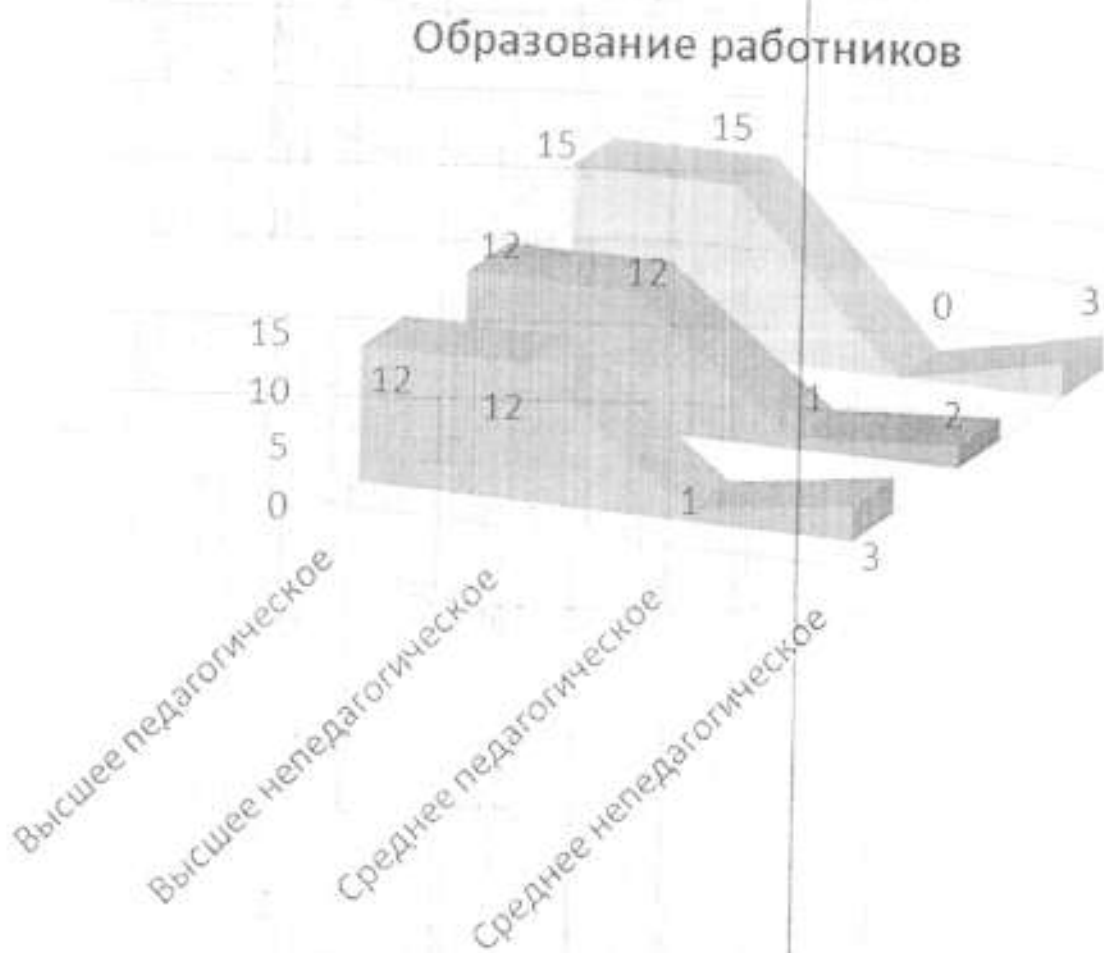 Образование работников
15 15
0 3
12 12
1 2
15
10
5
0
12 12
1 3
Высшее педагогическое
Высшее непедагогическое
Среднее педагогическое
Среднее непедагогическое